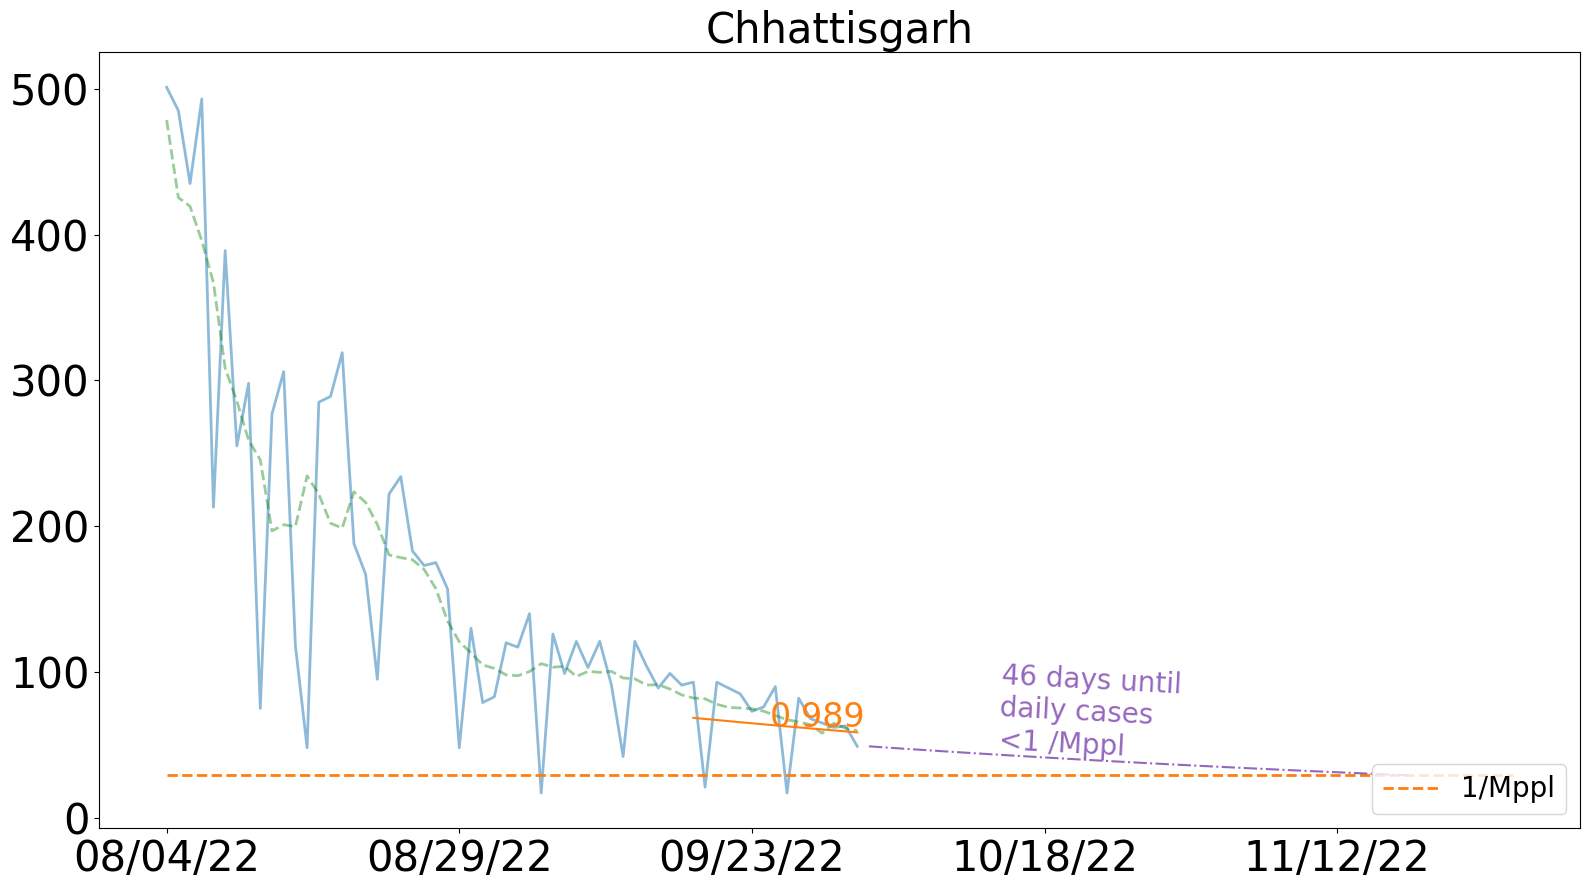 Chhattisgarh
500
400
300
200
100
0
0.989
46 days until
daily cases
<1 /Mppl
1/Mppl
08/04/22 08/29/22 09/23/22 10/18/22 11/12/22